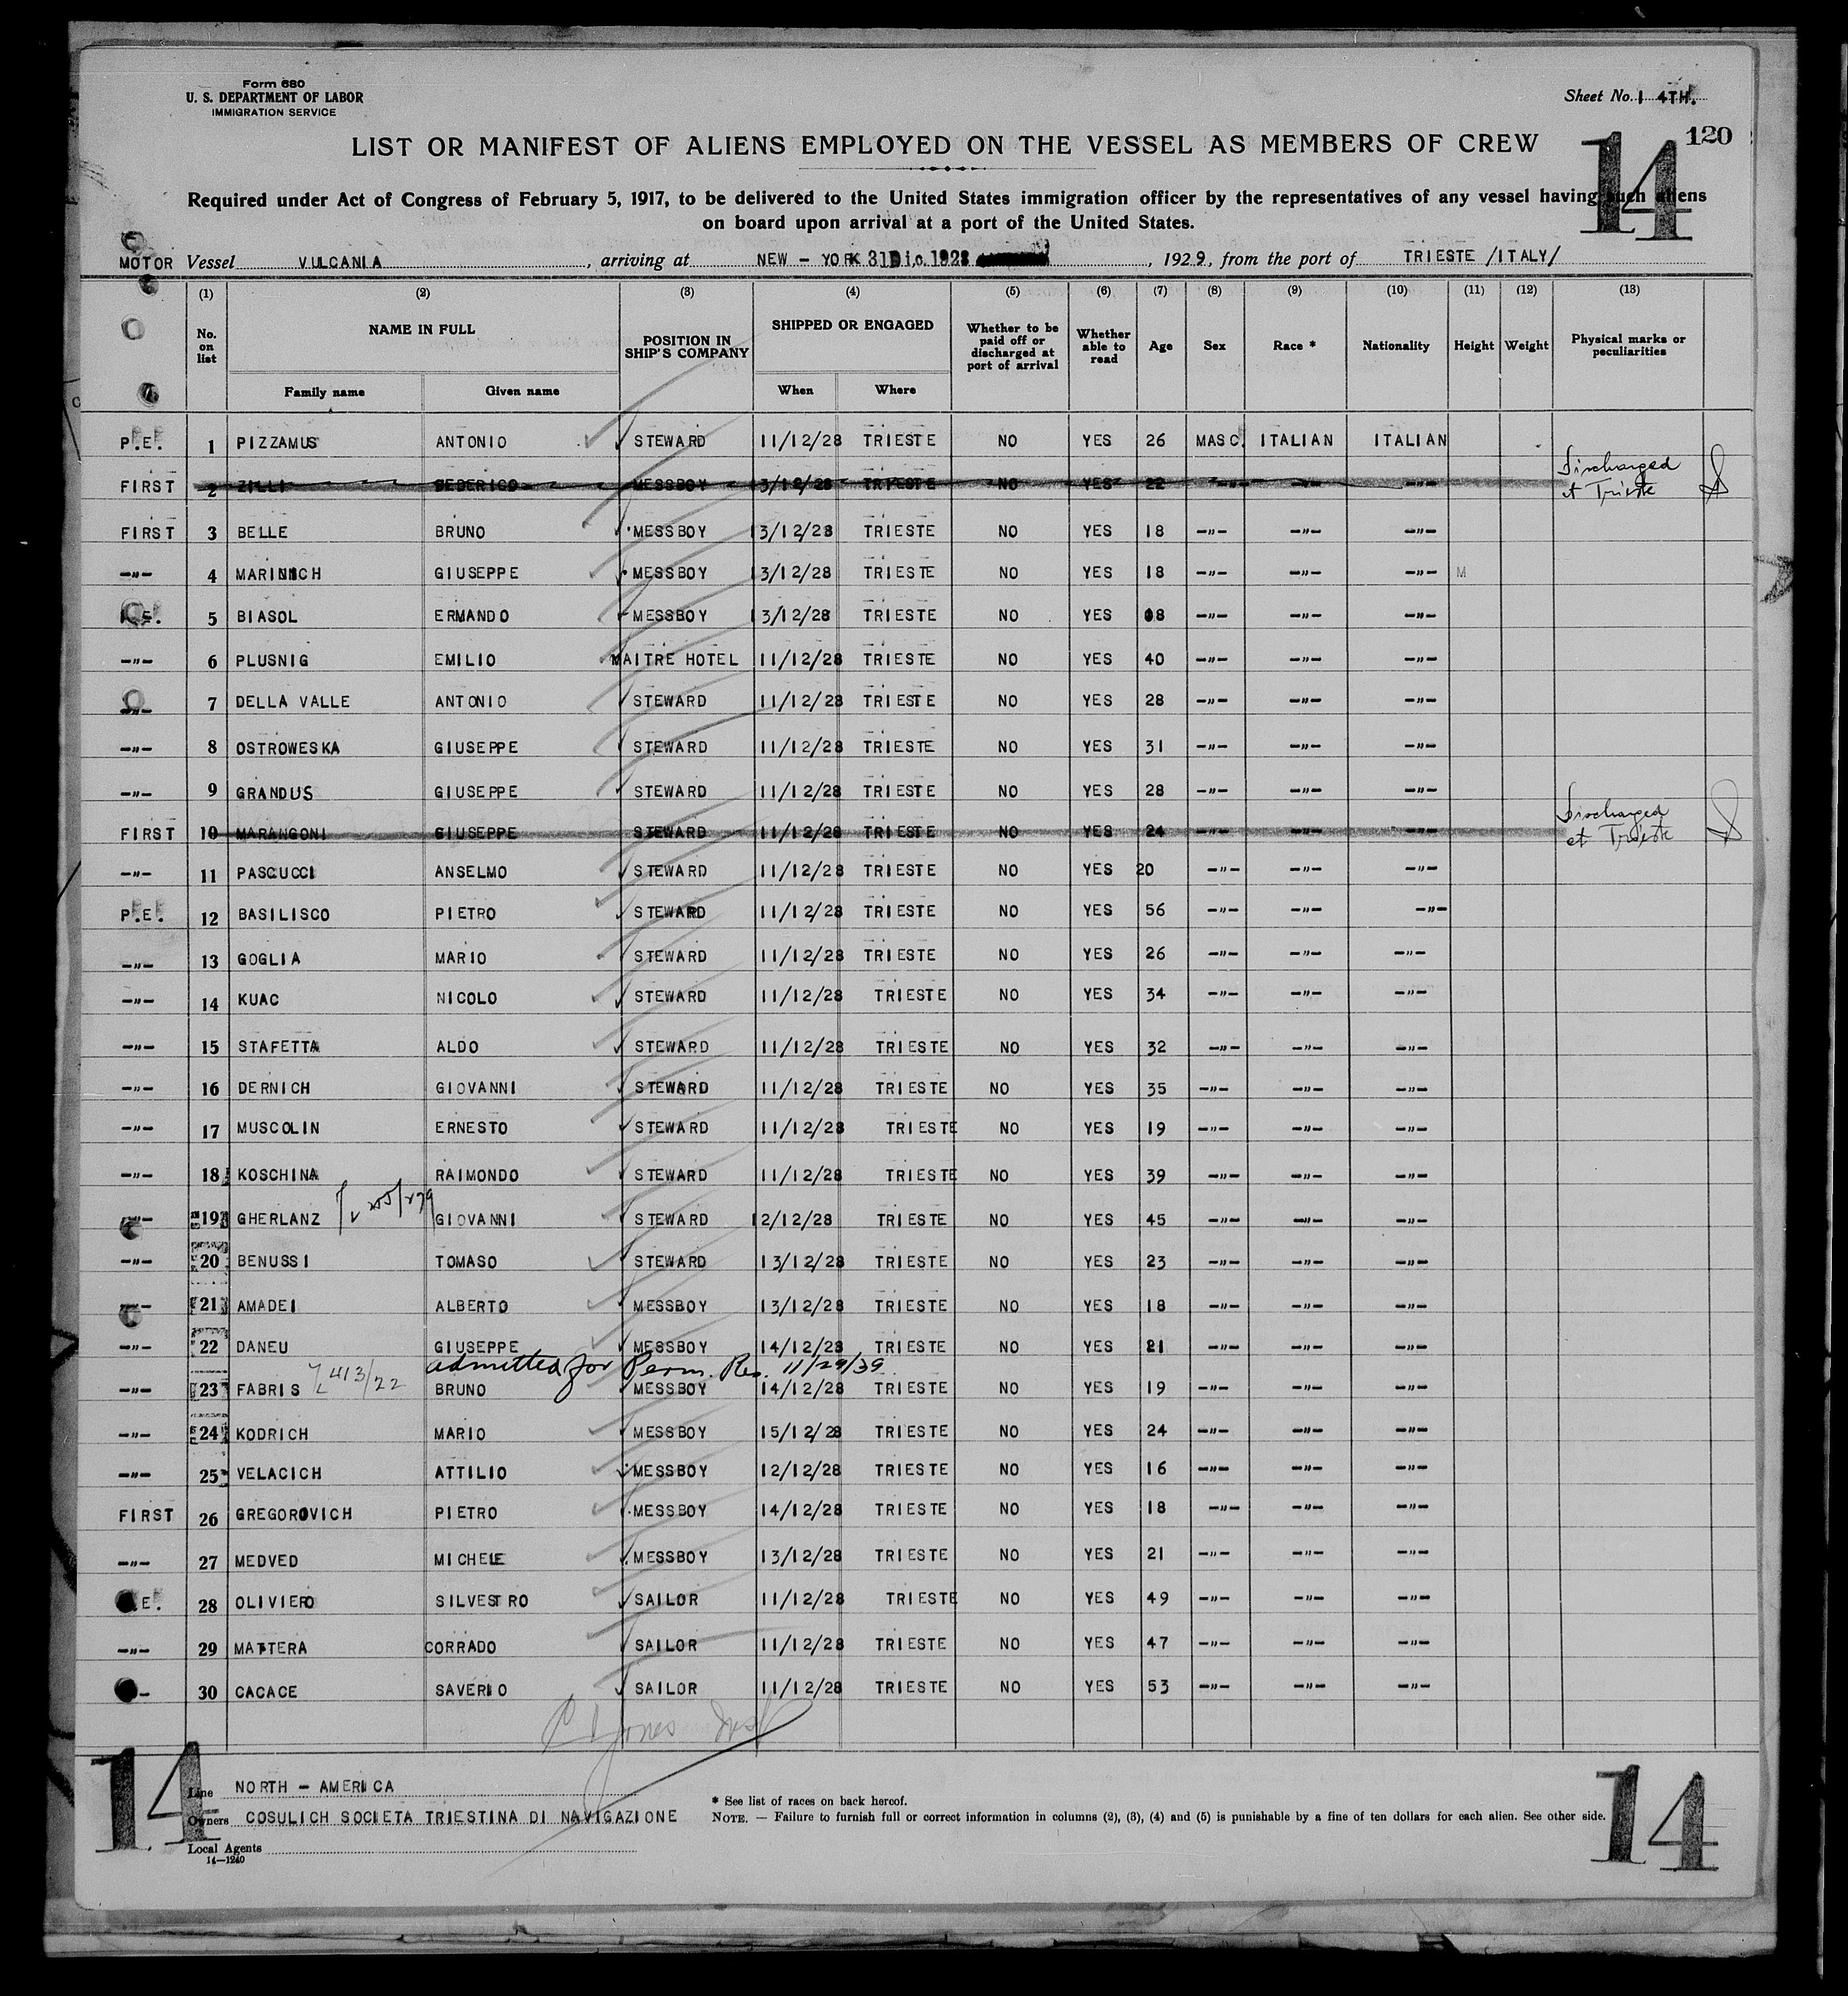 Form 680
U. S. DEPARTMENT OF LABOR
IMMIGRATION SERVICE
Sheet No. 14TH.
120
14
LIST OR MANIFEST OF ALIENS EMPLOYED ON THE VESSEL AS MEMBERS OF CREW
Required under Act of Congress of February 5, 1917, to be delivered to the United States immigration officer by the representatives of any vessel having such aliens
on board upon arrival at a port of the United States.
MOTOR Vessel VULCANIA, arriving at NEW - YORK 31 Dic. 1928, 1929, from the port of TRIESTE /ITALY/
(1) (2) (3) (4) (5) (6) (7) (8) (9) (10) (11) (12) (13)
No. on list NAME IN FULL Family name Given name POSITION IN SHIP'S COMPANY SHIPPED OR ENGAGED When Where Whether to be paid off or discharged at port of arrival Whether able to read Age Sex Race * Nationality Height Weight Physical marks or peculiarities
P.E. 1 PIZZAMUS ANTONIO STEWARD 11/12/28 TRIESTE NO YES 26 MASC. ITALIAN ITALIAN
FIRST 2 ZILLI FEDERICO MESSBOY 13/12/28 TRIESTE NO YES 22 -"- -"- -"- Discharged at Trieste
FIRST 3 BELLE BRUNO MESSBOY 13/12/28 TRIESTE NO YES 18 -"- -"- -"-
-"- 4 MARINICH GIUSEPPE MESSBOY 13/12/28 TRIESTE NO YES 18 -"- -"- -"- M
P.E. 5 BIASOL ERMANDO MESSBOY 13/12/28 TRIESTE NO YES 18 -"- -"- -"-
-"- 6 PLUSNIG EMILIO MAITRE HOTEL 11/12/28 TRIESTE NO YES 40 -"- -"- -"-
-"- 7 DELLA VALLE ANTONIO STEWARD 11/12/28 TRIESTE NO YES 28 -"- -"- -"-
-"- 8 OSTROWESKA GIUSEPPE STEWARD 11/12/28 TRIESTE NO YES 31 -"- -"- -"-
-"- 9 GRANDUS GIUSEPPE STEWARD 11/12/28 TRIESTE NO YES 28 -"- -"- -"-
FIRST 10 MARANGONI GIUSEPPE STEWARD 11/12/28 TRIESTE NO YES 24 -"- -"- -"- Discharged at Trieste
-"- 11 PASCUCCI ANSELMO STEWARD 11/12/28 TRIESTE NO YES 20 -"- -"- -"-
P.E. 12 BASILISCO PIETRO STEWARD 11/12/28 TRIESTE NO YES 56 -"- -"- -"-
-"- 13 GOGLIA MARIO STEWARD 11/12/28 TRIESTE NO YES 26 -"- -"- -"-
-"- 14 KUAC NICOLO STEWARD 11/12/28 TRIESTE NO YES 34 -"- -"- -"-
-"- 15 STAFETTA ALDO STEWARD 11/12/28 TRIESTE NO YES 32 -"- -"- -"-
-"- 16 DERNICH GIOVANNI STEWARD 11/12/28 TRIESTE NO YES 35 -"- -"- -"-
-"- 17 MUSCOLIN ERNESTO STEWARD 11/12/28 TRIESTE NO YES 19 -"- -"- -"-
-"- 18 KOSCHINA RAIMONDO STEWARD 11/12/28 TRIESTE NO YES 39 -"- -"- -"-
-"- 19 GHERLANZ GIOVANNI STEWARD 12/12/28 TRIESTE NO YES 45 -"- -"- -"-
-"- 20 BENUSSI TOMASO STEWARD 13/12/28 TRIESTE NO YES 23 -"- -"- -"-
-"- 21 AMADEI ALBERTO MESSBOY 13/12/28 TRIESTE NO YES 18 -"- -"- -"-
-"- 22 DANEU GIUSEPPE MESSBOY 14/12/28 TRIESTE NO YES 21 -"- -"- -"-
admitted for Perm. Res. 11/29/39
-"- 23 FABRIS 413/22 BRUNO MESSBOY 14/12/28 TRIESTE NO YES 19 -"- -"- -"-
-"- 24 KODRICH MARIO MESSBOY 15/12/28 TRIESTE NO YES 24 -"- -"- -"-
-"- 25 VELACICH ATTILIO MESSBOY 12/12/28 TRIESTE NO YES 16 -"- -"- -"-
FIRST 26 GREGOROVICH PIETRO MESSBOY 14/12/28 TRIESTE NO YES 18 -"- -"- -"-
-"- 27 MEDVED MICHELE MESSBOY 13/12/28 TRIESTE NO YES 21 -"- -"- -"-
P.E. 28 OLIVIERO SILVESTRO SAILOR 11/12/28 TRIESTE NO YES 49 -"- -"- -"-
-"- 29 MATTERA CORRADO SAILOR 11/12/28 TRIESTE NO YES 47 -"- -"- -"-
-"- 30 CACACE SAVERIO SAILOR 11/12/28 TRIESTE NO YES 53 -"- -"- -"-
Jones Insp
14
14
Line NORTH - AMERICA
Owners COSULICH SOCIETA TRIESTINA DI NAVIGAZIONE
Local Agents
14—1240
* See list of races on back hereof.
NOTE. — Failure to furnish full or correct information in columns (2), (3), (4) and (5) is punishable by a fine of ten dollars for each alien. See other side.